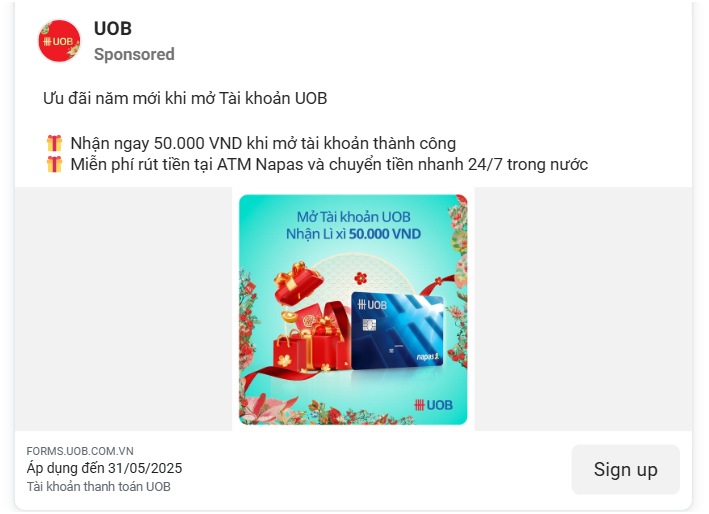 UOB
UOB
Sponsored
Ưu đãi năm mới khi mở Tài khoản UOB
Nhận ngay 50.000 VND khi mở tài khoản thành công
Miễn phí rút tiền tại ATM Napas và chuyển tiền nhanh 24/7 trong nước
Mở Tài khoản UOB
Nhận Lì xì 50.000 VND
UOB
napas
UOB
FORMS.UOB.COM.VN
Áp dụng đến 31/05/2025
Tài khoản thanh toán UOB
Sign up